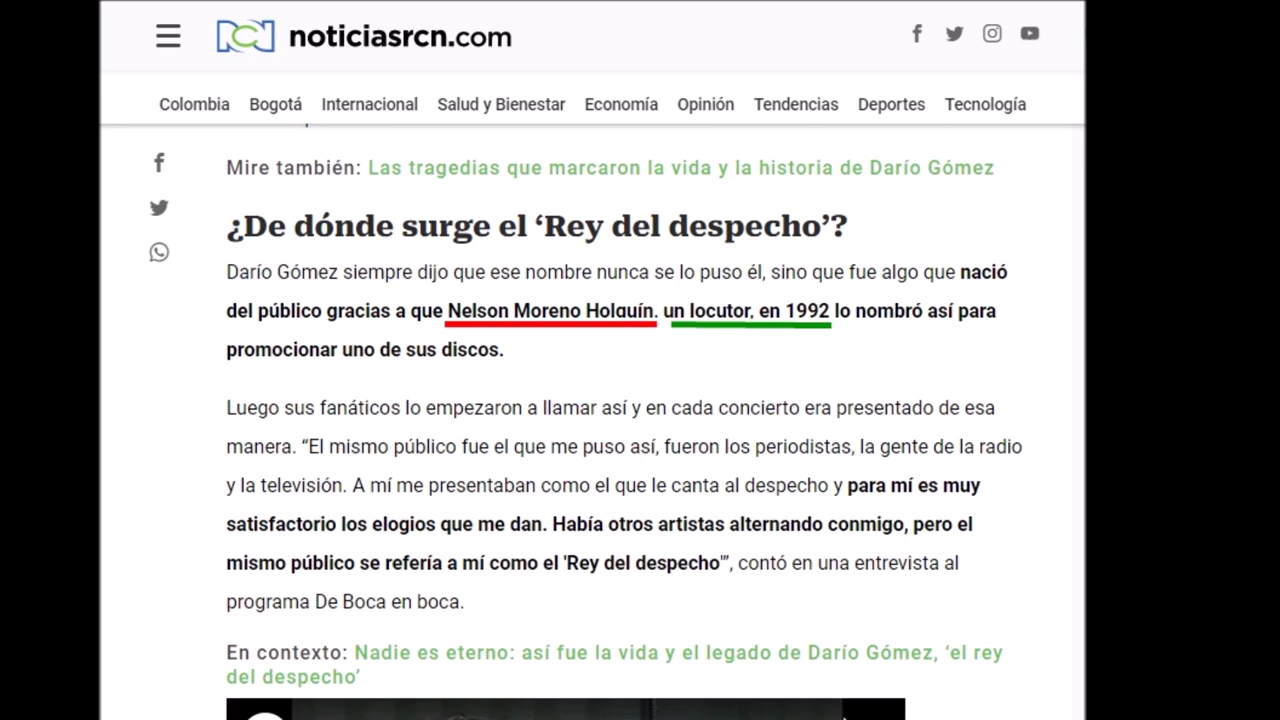 noticiasrcn.com
Colombia Bogotá Internacional Salud y Bienestar Economía Opinión Tendencias Deportes Tecnología
Mire también: Las tragedias que marcaron la vida y la historia de Darío Gómez
¿De dónde surge el ‘Rey del despecho’?
Darío Gómez siempre dijo que ese nombre nunca se lo puso él, sino que fue algo que nació
del público gracias a que Nelson Moreno Holguín, un locutor, en 1992 lo nombró así para
promocionar uno de sus discos.
Luego sus fanáticos lo empezaron a llamar así y en cada concierto era presentado de esa
manera. “El mismo público fue el que me puso así, fueron los periodistas, la gente de la radio
y la televisión. A mí me presentaban como el que le canta al despecho y para mí es muy
satisfactorio los elogios que me dan. Había otros artistas alternando conmigo, pero el
mismo público se refería a mí como el 'Rey del despecho'”, contó en una entrevista al
programa De Boca en boca.
En contexto: Nadie es eterno: así fue la vida y el legado de Darío Gómez, ‘el rey
del despecho’